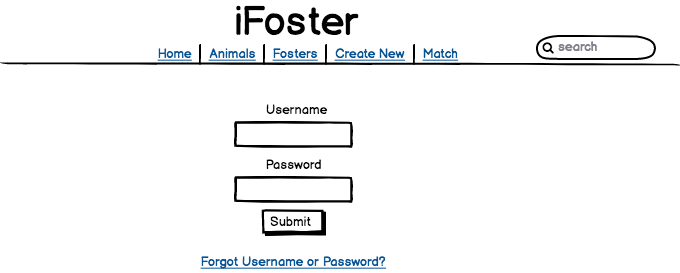 iFoster
Home Animals Fosters Create New Match
search
Username
Password
Submit
Forgot Username or Password?